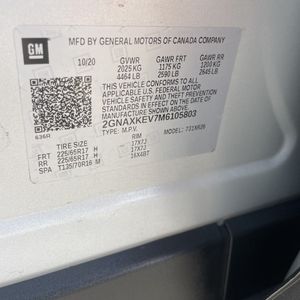 GM
MFD BY GENERAL MOTORS OF CANADA COMPANY
10/20 GVWR GAWR FRT GAWR RR
2025 KG 1175 KG 1200 KG
4464 LB 2590 LB 2645 LB
THIS VEHICLE CONFORMS TO ALL
APPLICABLE U.S. FEDERAL MOTOR
VEHICLE SAFETY, BUMPER, AND
THEFT PREVENTION STANDARDS
IN EFFECT ON THE DATE OF
MANUFACTURE SHOWN ABOVE.
2GNAXKEV7M6105803
TYPE: M.P.V. MODEL:
TIRE SIZE RIM
FRT 225/65R17 H 17X7J
RR 225/65R17 H 17X7J
SPA T135/70R16 M 16X4BT